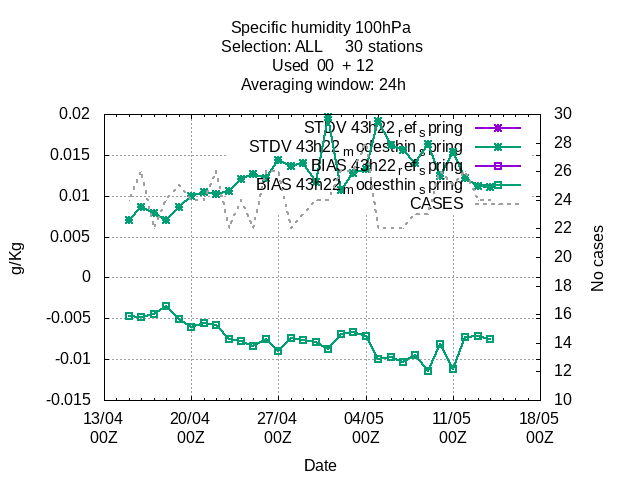 Specific humidity 100hPa
Selection: ALL     30 stations
Used  00  + 12
Averaging window: 24h
STDV 43h22_ref_spring
STDV 43h22_modesthin_spring
BIAS 43h22_ref_spring
BIAS 43h22_modesthin_spring
CASES
0.02
0.015
0.01
0.005
0
-0.005
-0.01
-0.015
30
28
26
24
22
20
18
16
14
12
10
g/Kg
No cases
13/04 20/04 27/04 04/05 11/05 18/05
00Z 00Z 00Z 00Z 00Z 00Z
Date